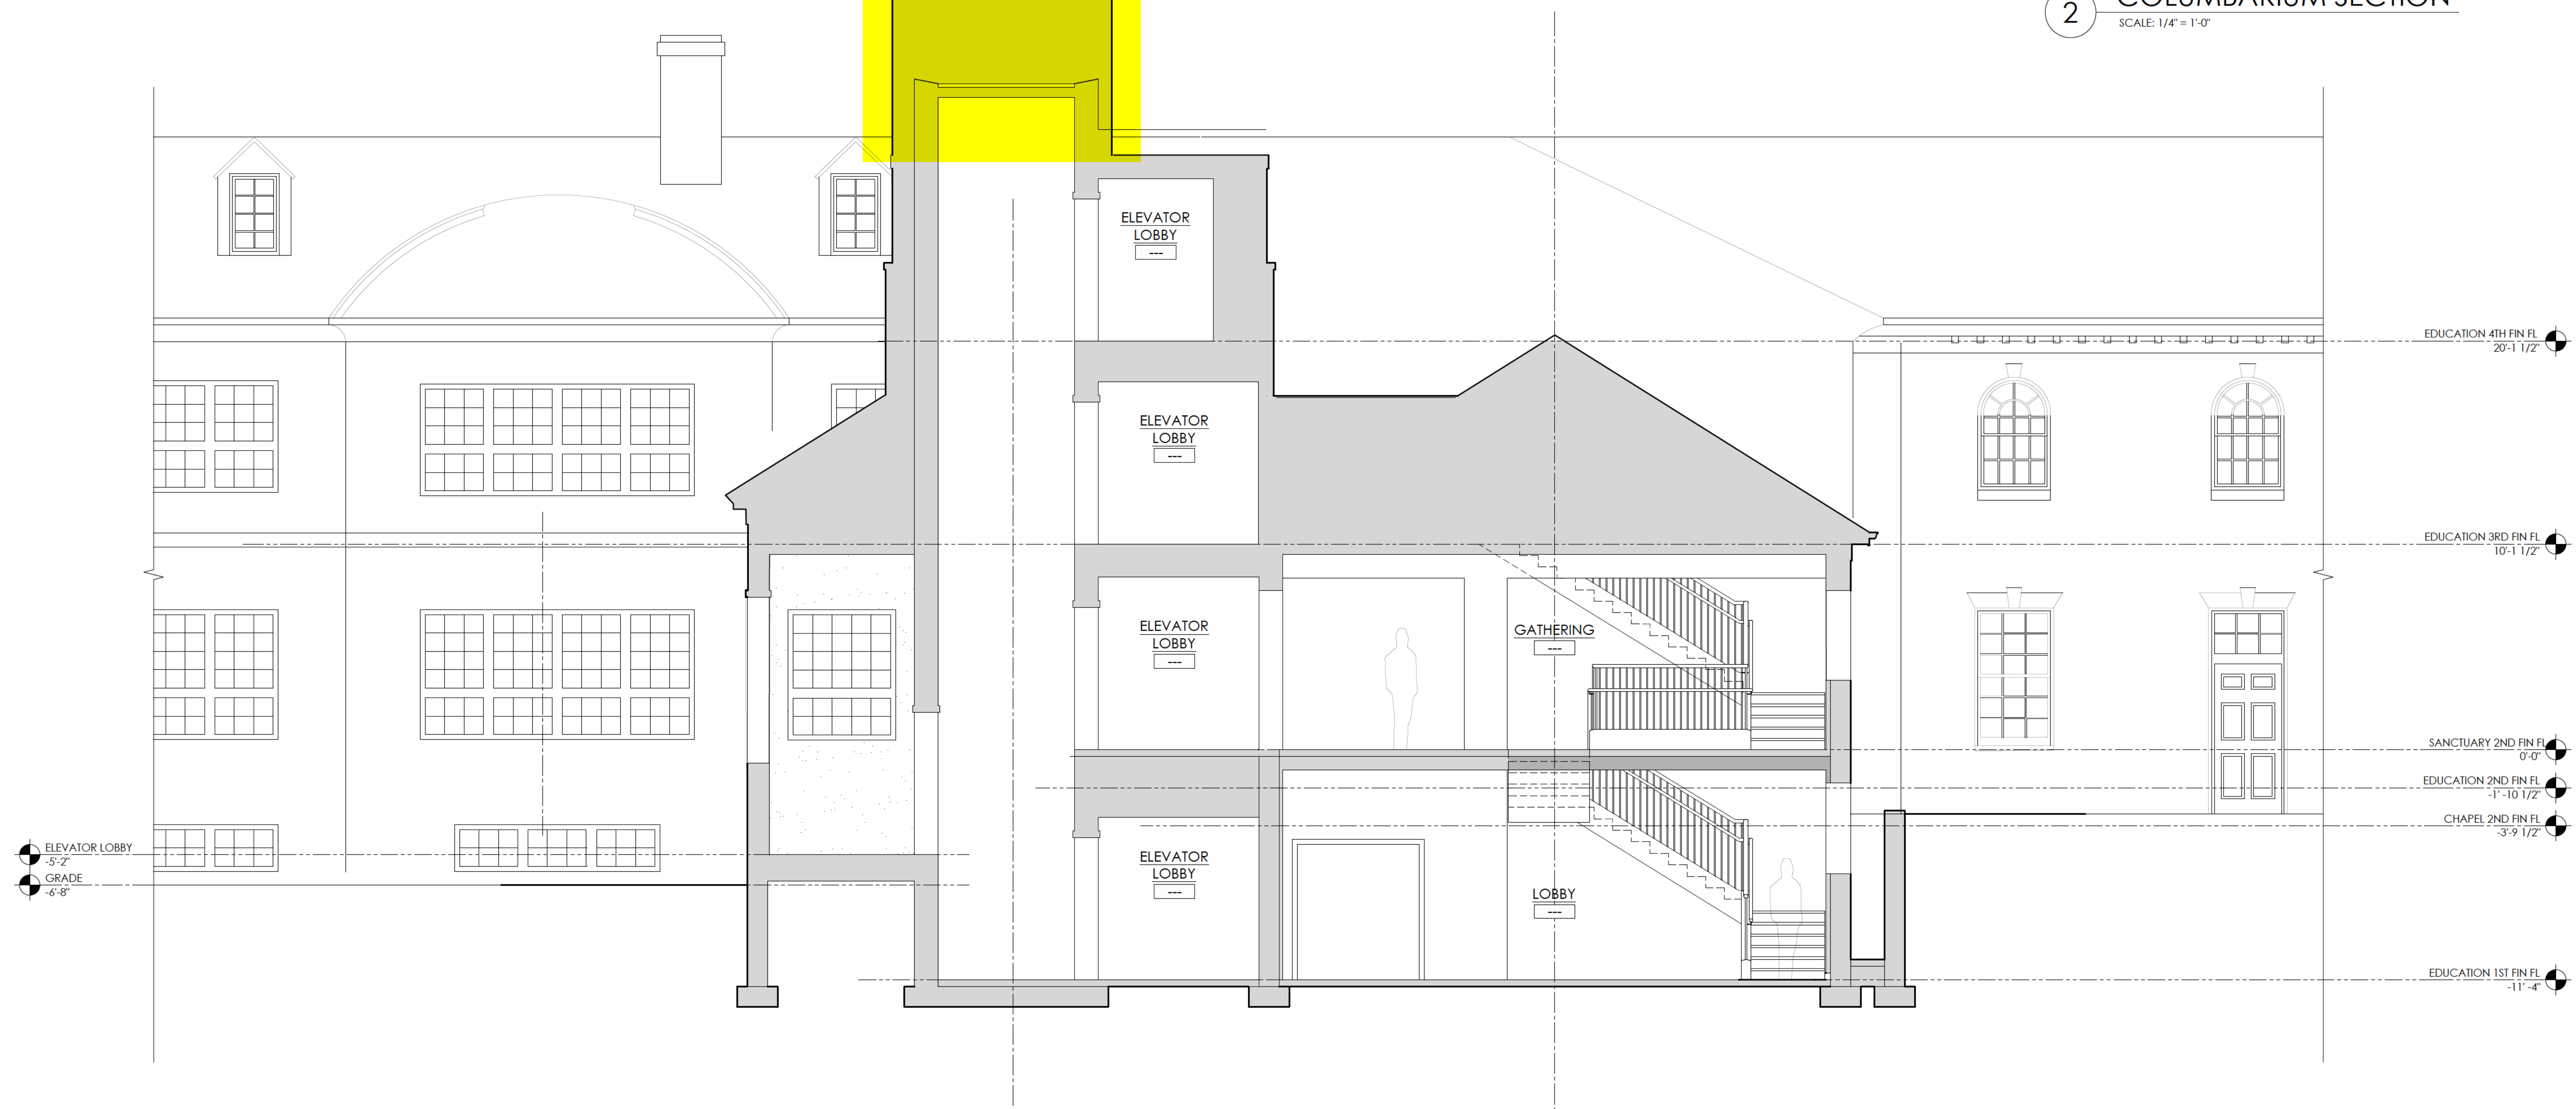 2
COLUMBARIUM SECTION
SCALE: 1/4" = 1'-0"
ELEVATOR
LOBBY
---
EDUCATION 4TH FIN FL
20'-1 1/2"
ELEVATOR
LOBBY
---
EDUCATION 3RD FIN FL
10'-1 1/2"
ELEVATOR
LOBBY
---
GATHERING
---
SANCTUARY 2ND FIN FL
0'-0"
EDUCATION 2ND FIN FL
-1' -10 1/2"
CHAPEL 2ND FIN FL
-3'-9 1/2"
ELEVATOR LOBBY
-5'-2"
GRADE
-6'-8"
ELEVATOR
LOBBY
---
LOBBY
---
EDUCATION 1ST FIN FL
-11' -4"